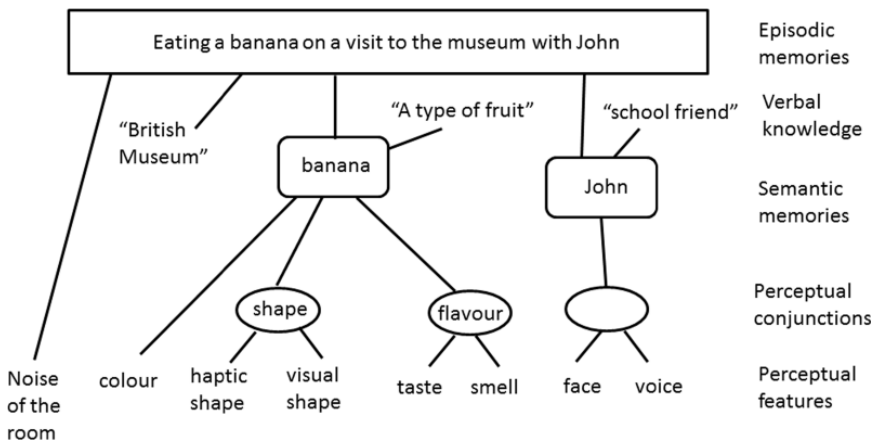 Eating a banana on a visit to the museum with John
Episodic
memories
"British
Museum"
"A type of fruit"
"school friend"
Verbal
knowledge
banana
John
Semantic
memories
shape
flavour
Perceptual
conjunctions
Noise
of the
room
colour
haptic
shape
visual
shape
taste
smell
face
voice
Perceptual
features